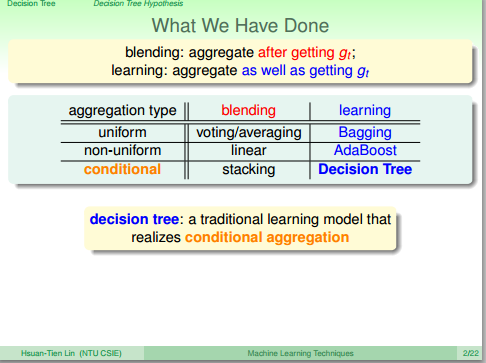 Decision Tree Decision Tree Hypothesis
What We Have Done
blending: aggregate after getting gt;
learning: aggregate as well as getting gt
aggregation type blending learning
uniform voting/averaging Bagging
non-uniform linear AdaBoost
conditional stacking Decision Tree
decision tree: a traditional learning model that
realizes conditional aggregation
Hsuan-Tien Lin (NTU CSIE) Machine Learning Techniques 2/22